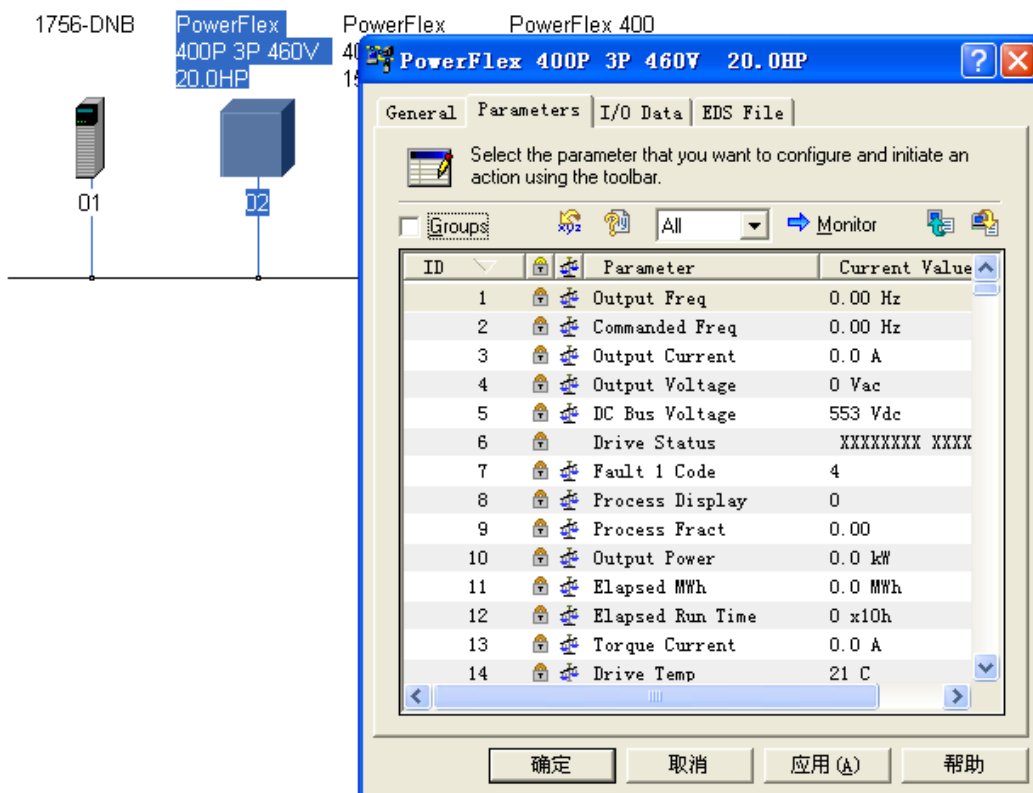 1756-DNB
PowerFlex
400P 3P 460V
20.0HP
PowerFlex
40
15
PowerFlex 400
01
02
PowerFlex 400P 3P 460V 20.0HP
General Parameters I/O Data EDS File
Select the parameter that you want to configure and initiate an
action using the toolbar.
Groups All Monitor
ID Parameter Current Value
1 Output Freq 0.00 Hz
2 Commanded Freq 0.00 Hz
3 Output Current 0.0 A
4 Output Voltage 0 Vac
5 DC Bus Voltage 553 Vdc
6 Drive Status XXXXXXXX XXXX
7 Fault 1 Code 4
8 Process Display 0
9 Process Fract 0.00
10 Output Power 0.0 kW
11 Elapsed MWh 0.0 MWh
12 Elapsed Run Time 0 x10h
13 Torque Current 0.0 A
14 Drive Temp 21 C
确定 取消 应用(A) 帮助